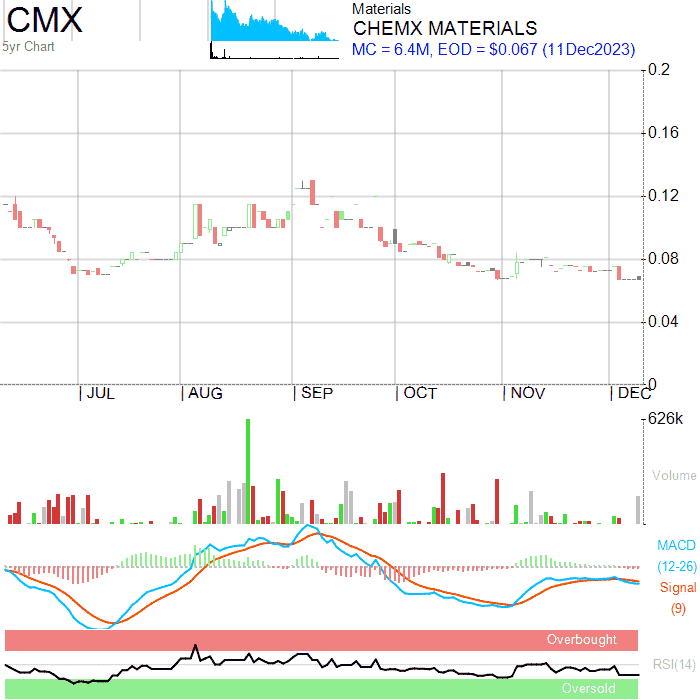 CMX
5yr Chart
Materials
CHEMX MATERIALS
MC = 6.4M, EOD = $0.067 (11Dec2023)
0.2
0.16
0.12
0.08
0.04
0
JUL AUG SEP OCT NOV DEC
626k
Volume
MACD
(12-26)
Signal
(9)
Overbought
RSI(14)
Oversold